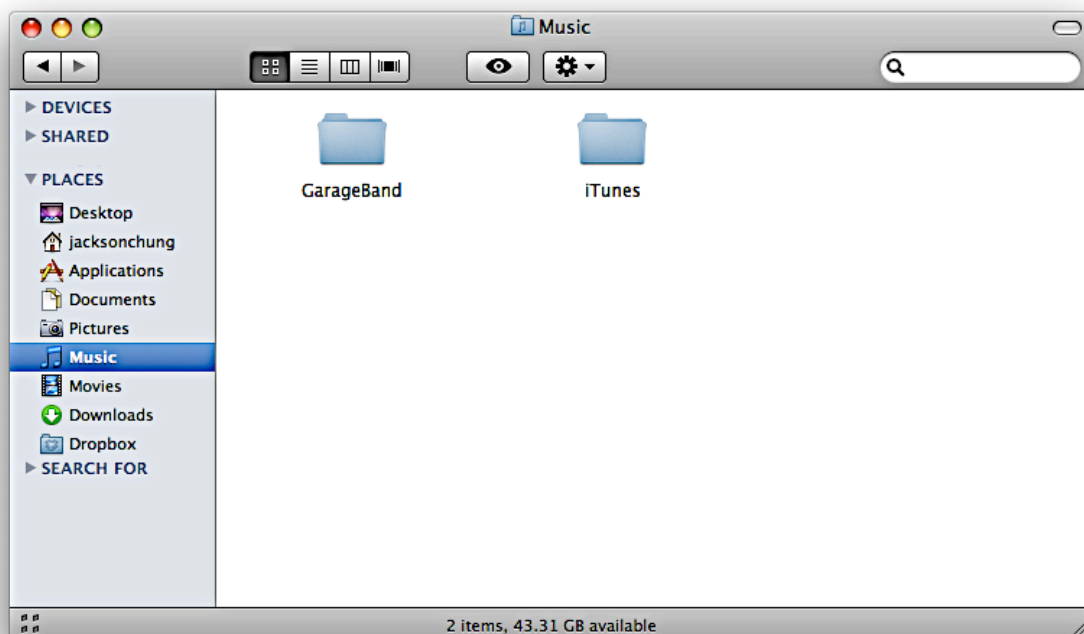 Music
DEVICES
SHARED
PLACES
Desktop
jacksonchung
Applications
Documents
Pictures
Music
Movies
Downloads
Dropbox
SEARCH FOR
GarageBand
iTunes
2 items, 43.31 GB available